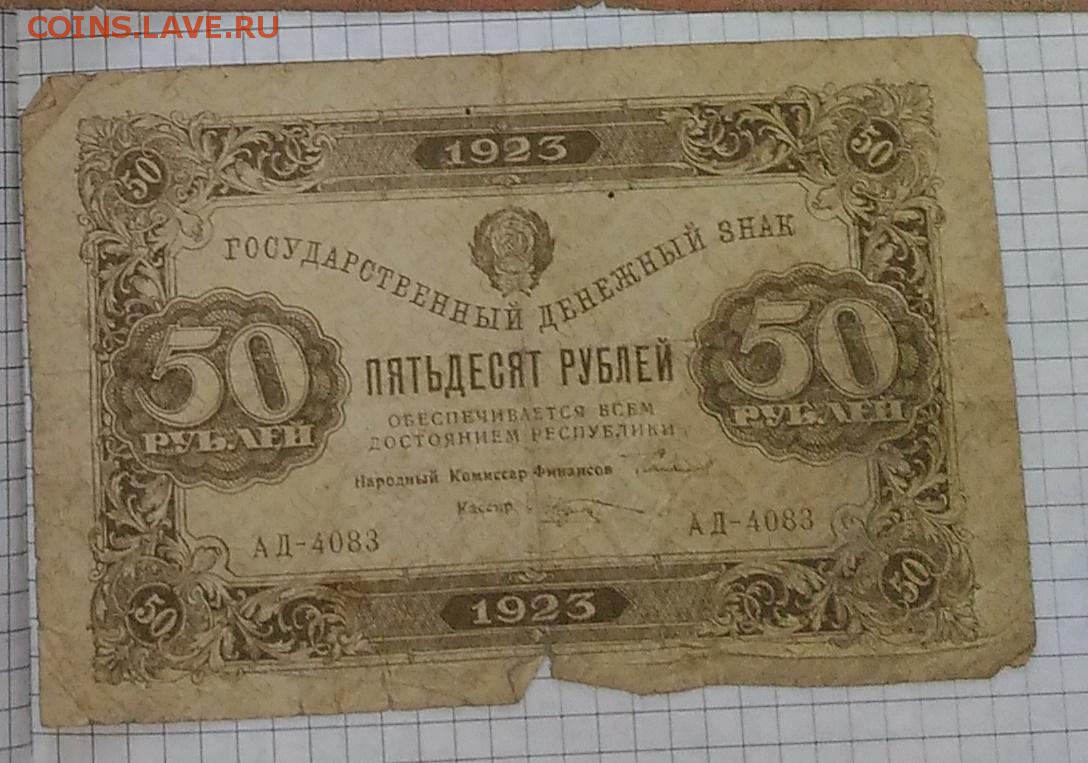 COINS.LAVE.RU
1923
50
50
ГОСУДАРСТВЕННЫЙ ДЕНЕЖНЫЙ ЗНАК
50
РУБЛЕЙ
50
РУБЛЕЙ
ПЯТЬДЕСЯТ РУБЛЕЙ
ОБЕСПЕЧИВАЕТСЯ ВСЕМ
ДОСТОЯНИЕМ РЕСПУБЛИКИ
Народный Комиссар Финансов
Кассир
АД-4083
АД-4083
50
1923
50